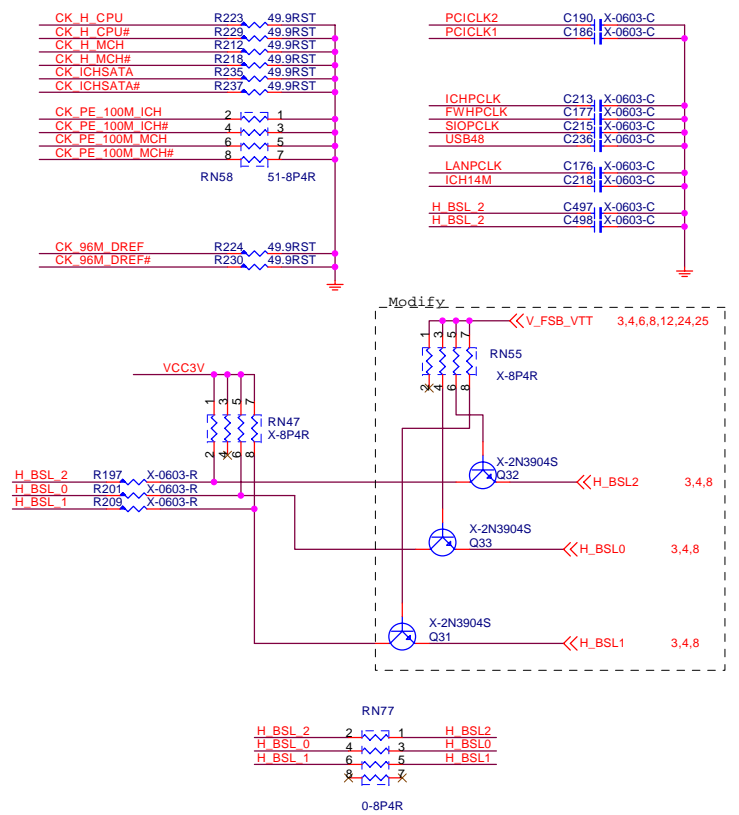 CK_H_CPU R223 49.9RST
CK_H_CPU# R229 49.9RST
CK_H_MCH R212 49.9RST
CK_H_MCH# R218 49.9RST
CK_ICHSATA R235 49.9RST
CK_ICHSATA# R237 49.9RST
CK_PE_100M_ICH 2 1
CK_PE_100M_ICH# 4 3
CK_PE_100M_MCH 6 5
CK_PE_100M_MCH# 8 7
RN58 51-8P4R
CK_96M_DREF R224 49.9RST
CK_96M_DREF# R230 49.9RST
PCICLK2 C190 X-0603-C
PCICLK1 C186 X-0603-C
ICHPCLK C213 X-0603-C
FWHPCLK C177 X-0603-C
SIOPCLK C215 X-0603-C
USB48 C236 X-0603-C
LANPCLK C176 X-0603-C
ICH14M C218 X-0603-C
H_BSL_2 C497 X-0603-C
H_BSL_2 C498 X-0603-C
Modify
V_FSB_VTT 3,4,6,8,12,24,25
1 3 5 7
RN55
X-8P4R
2 4 6 8
VCC3V
1 3 5 7
RN47
X-8P4R
2 4 6 8
H_BSL_2 R197 X-0603-R
H_BSL_0 R201 X-0603-R
H_BSL_1 R209 X-0603-R
X-2N3904S
Q32
H_BSL2 3,4,8
X-2N3904S
Q33
H_BSL0 3,4,8
X-2N3904S
Q31
H_BSL1 3,4,8
RN77
H_BSL_2 2 1 H_BSL2
H_BSL_0 4 3 H_BSL0
H_BSL_1 6 5 H_BSL1
8 7
0-8P4R